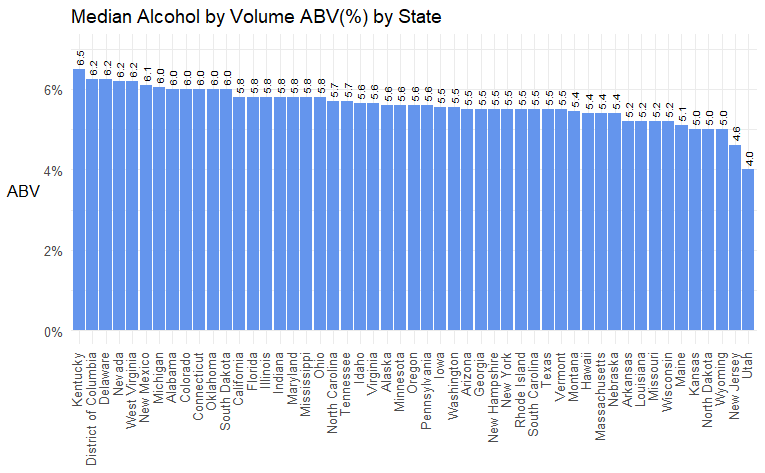 Median Alcohol by Volume ABV(%) by State
6.5 6.2 6.2 6.2 6.2 6.1 6.0 6.0 6.0 6.0 6.0 6.0 5.8 5.8 5.8 5.8 5.8 5.8 5.8 5.7 5.7 5.6 5.6 5.6 5.6 5.6 5.6 5.5 5.5 5.5 5.5 5.5 5.5 5.5 5.5 5.5 5.5 5.4 5.4 5.4 5.4 5.2 5.2 5.2 5.2 5.1 5.0 5.0 5.0 4.6 4.0
6%
4%
ABV
2%
0%
Kentucky
District of Columbia
Delaware
Nevada
West Virginia
New Mexico
Michigan
Alabama
Colorado
Connecticut
Oklahoma
South Dakota
California
Florida
Illinois
Indiana
Maryland
Mississippi
Ohio
North Carolina
Tennessee
Idaho
Virginia
Alaska
Minnesota
Oregon
Pennsylvania
Iowa
Washington
Arizona
Georgia
New Hampshire
New York
Rhode Island
South Carolina
Texas
Vermont
Montana
Hawaii
Massachusetts
Nebraska
Arkansas
Louisiana
Missouri
Wisconsin
Maine
Kansas
North Dakota
Wyoming
New Jersey
Utah